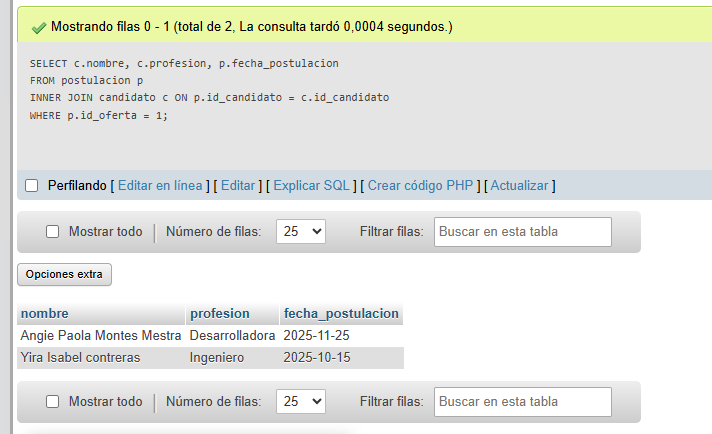 Mostrando filas 0 - 1 (total de 2, La consulta tardó 0,0004 segundos.)
SELECT c.nombre, c.profesion, p.fecha_postulacion
FROM postulacion p
INNER JOIN candidato c ON p.id_candidato = c.id_candidato
WHERE p.id_oferta = 1;
Perfilando [ Editar en línea ] [ Editar ] [ Explicar SQL ] [ Crear código PHP ] [ Actualizar ]
Mostrar todo | Número de filas: 25 Filtrar filas: Buscar en esta tabla
Opciones extra
nombre profesion fecha_postulacion
Angie Paola Montes Mestra Desarrolladora 2025-11-25
Yira Isabel contreras Ingeniero 2025-10-15
Mostrar todo | Número de filas: 25 Filtrar filas: Buscar en esta tabla